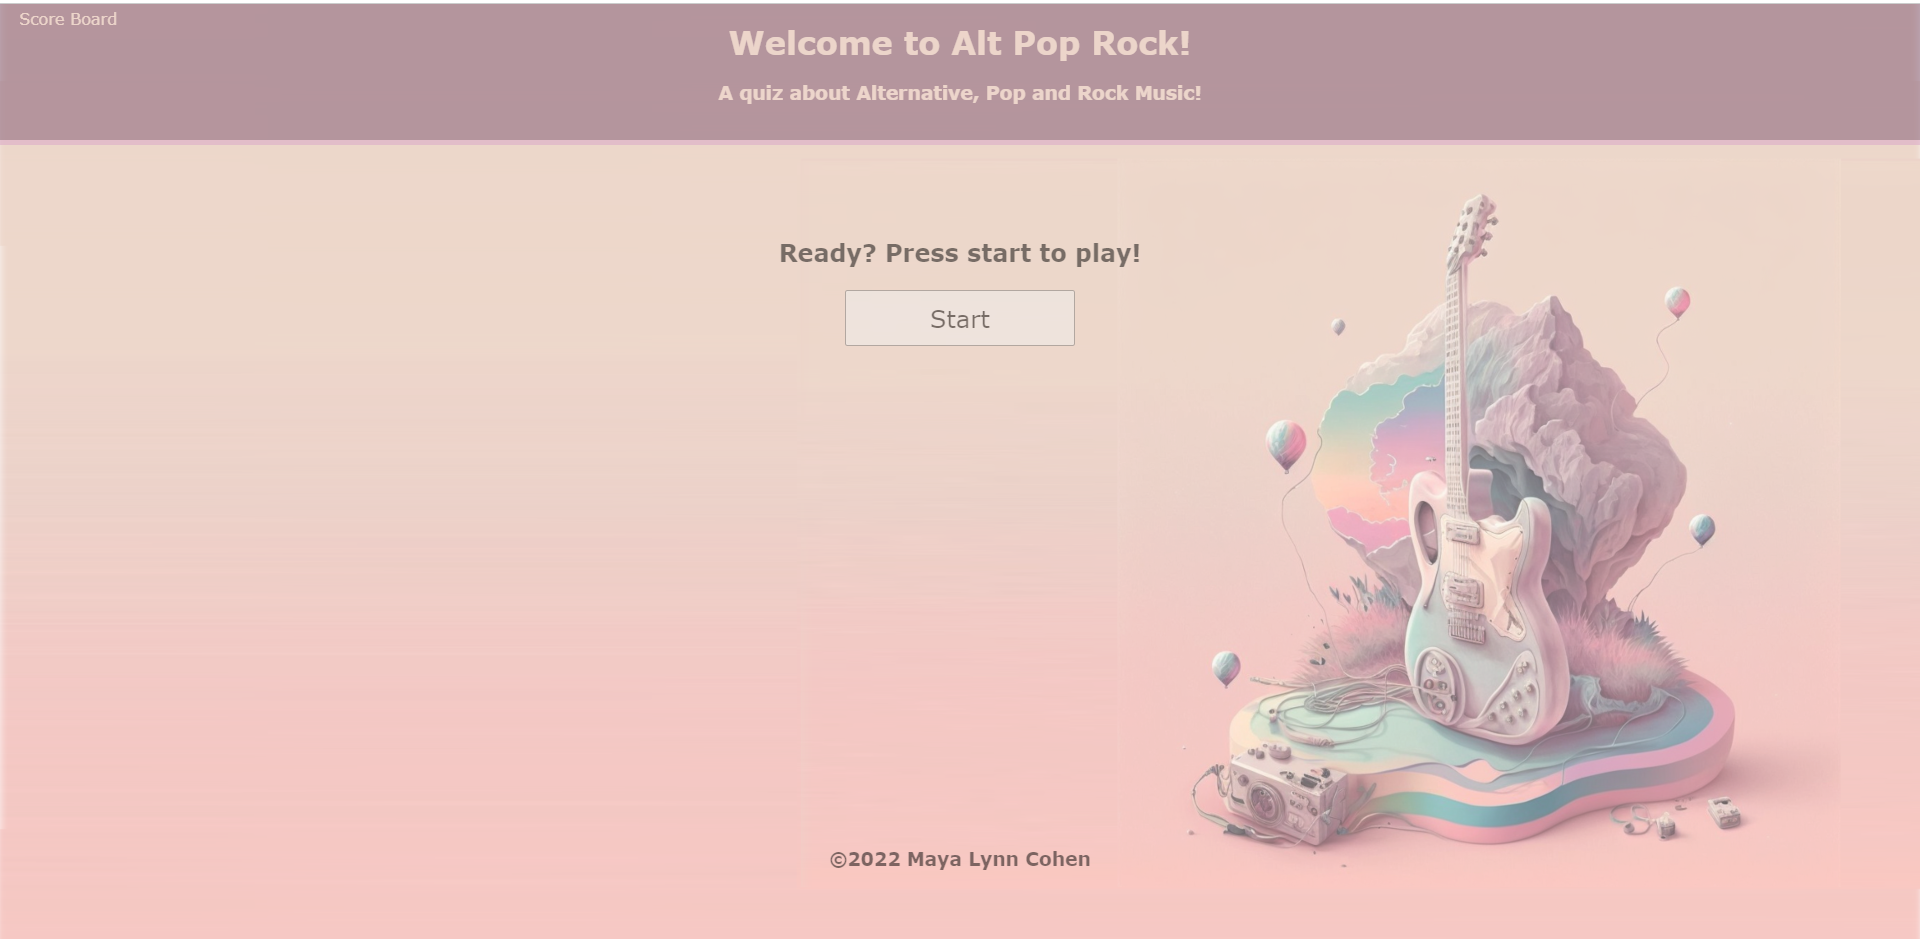 Score Board
Welcome to Alt Pop Rock!
A quiz about Alternative, Pop and Rock Music!
Ready? Press start to play!
Start
©2022 Maya Lynn Cohen